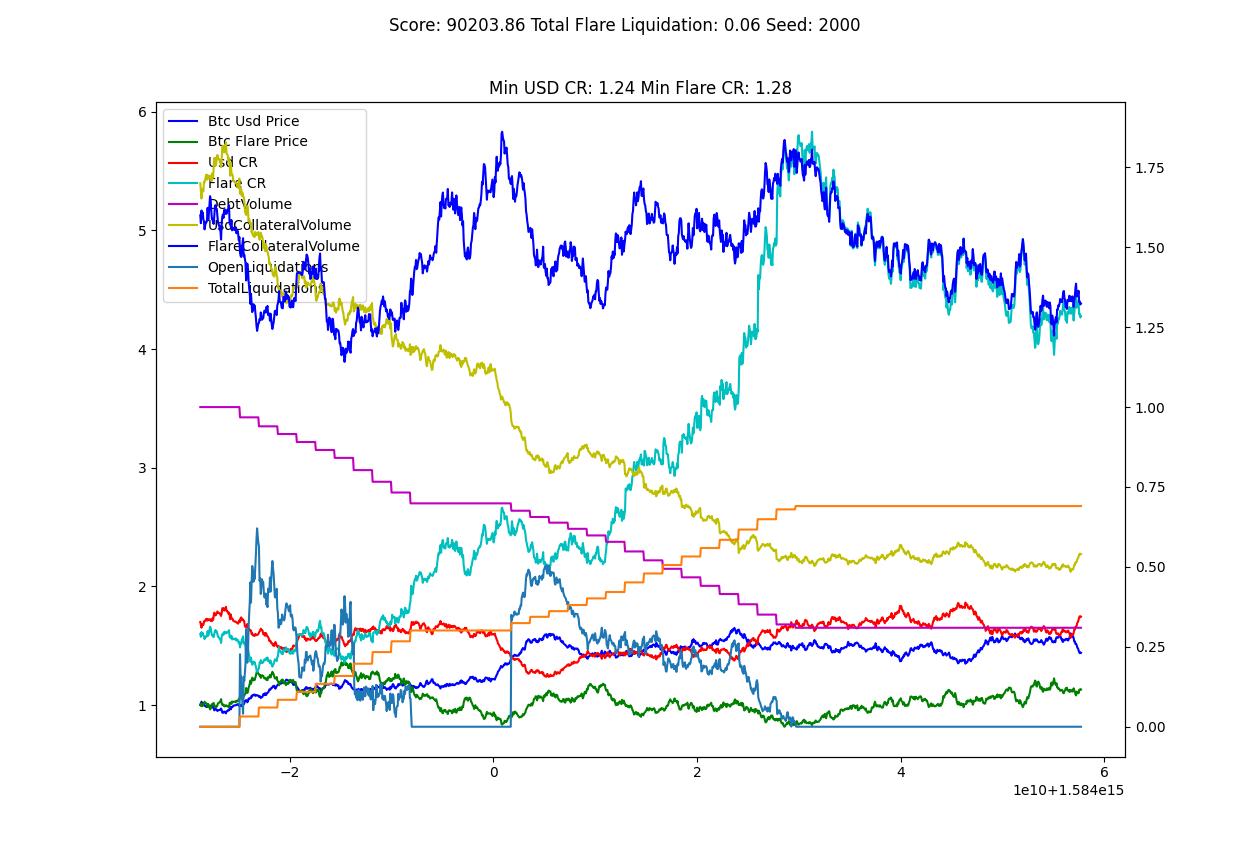 Score: 90203.86 Total Flare Liquidation: 0.06 Seed: 2000
Min USD CR: 1.24 Min Flare CR: 1.28
Btc Usd Price
Btc Flare Price
Usd CR
Flare CR
DebtVolume
UsdCollateralVolume
FlareCollateralVolume
OpenLiquidations
TotalLiquidations
6
5
4
3
2
1
1.75
1.50
1.25
1.00
0.75
0.50
0.25
0.00
−2
0
2
4
6
1e10+1.584e15